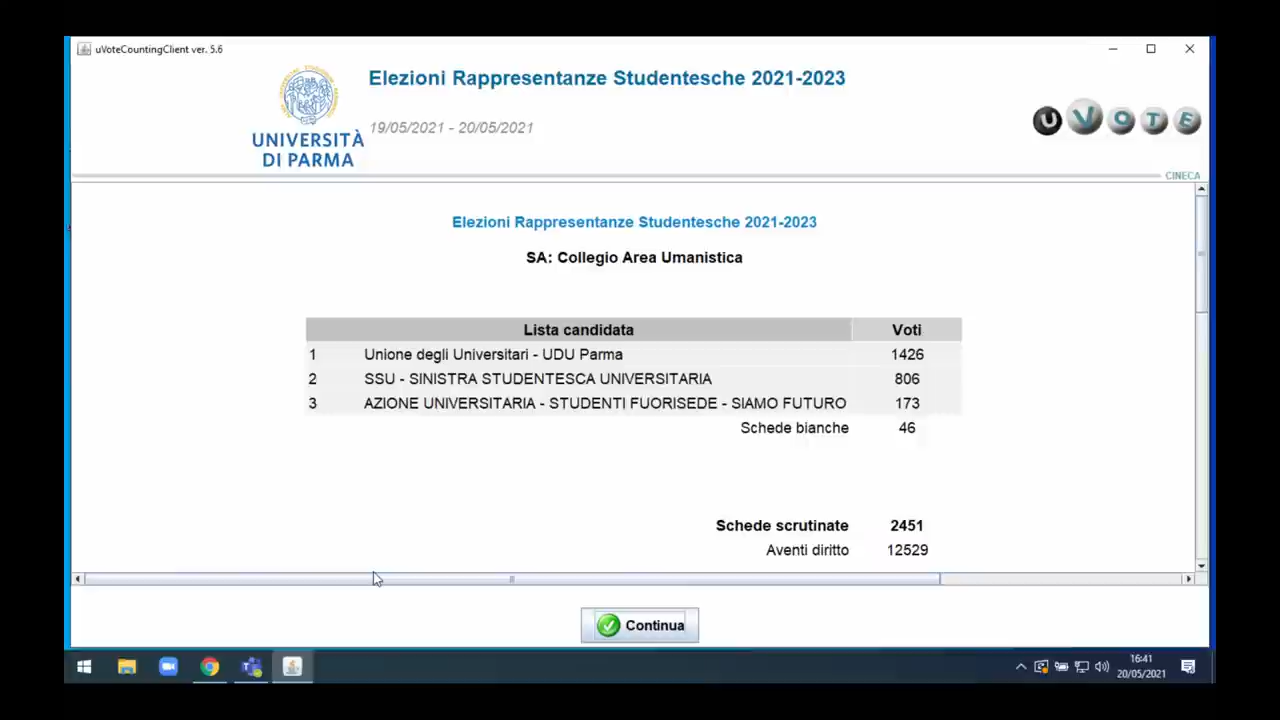 uVoteCountingClient ver. 5.6
Elezioni Rappresentanze Studentesche 2021-2023
19/05/2021 - 20/05/2021
UNIVERSITÀ
DI PARMA
U VOTE
CINECA
Elezioni Rappresentanze Studentesche 2021-2023
SA: Collegio Area Umanistica
Lista candidata Voti
1 Unione degli Universitari - UDU Parma 1426
2 SSU - SINISTRA STUDENTESCA UNIVERSITARIA 806
3 AZIONE UNIVERSITARIA - STUDENTI FUORISEDE - SIAMO FUTURO 173
Schede bianche 46
Schede scrutinate 2451
Aventi diritto 12529
Continua
16:41
20/05/2021